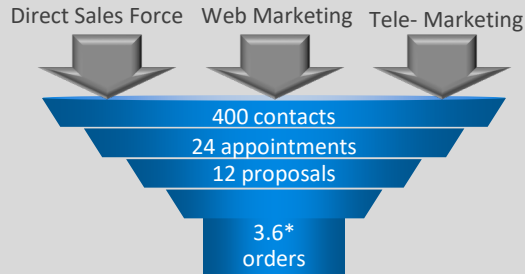 Direct Sales Force
Web Marketing
Tele- Marketing
400 contacts
24 appointments
12 proposals
3.6*
orders